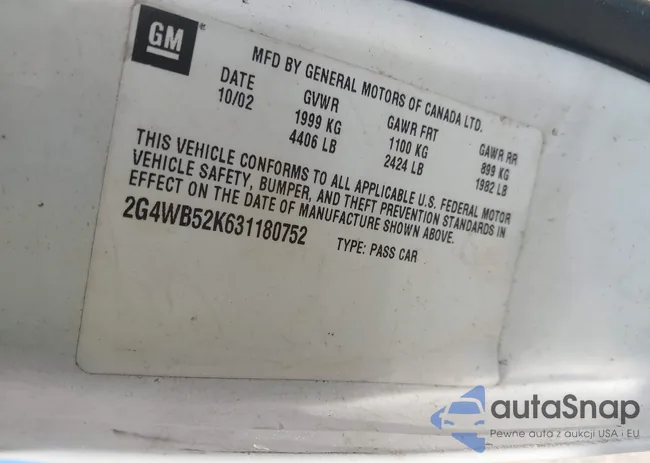 GM
MFD BY GENERAL MOTORS OF CANADA LTD.
DATE GVWR GAWR FRT GAWR RR
10/02 1999 KG 1100 KG 899 KG
4406 LB 2424 LB 1982 LB
THIS VEHICLE CONFORMS TO ALL APPLICABLE U.S. FEDERAL MOTOR
VEHICLE SAFETY, BUMPER, AND THEFT PREVENTION STANDARDS IN
EFFECT ON THE DATE OF MANUFACTURE SHOWN ABOVE.
2G4WB52K631180752 TYPE: PASS CAR
autoSnap
Pewne auta z aukcji USA i EU